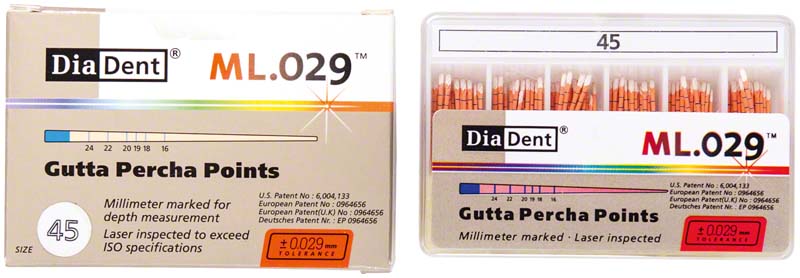 DiaDent®
ML.029™
24 22 20 19 18 16
Gutta Percha Points
Millimeter marked for
depth measurement
Laser inspected to exceed
ISO specifications
SIZE 45
U.S. Patent No : 6,004,133
European Patent No : 0964656
European Patent(U.K) No : 0964656
Deutsches Patent Nr. : EP 0964656
±0.029mm
TOLERANCE
45
DiaDent®
ML.029™
24 22 20 19 18 16
Gutta Percha Points
Millimeter marked · Laser inspected
U.S. Patent No : 6,004,133
European Patent No : 0964656
European Patent(U.K) No : 0964656
Deutsches Patent Nr. : EP 0964656
±0.029mm
TOLERANCE